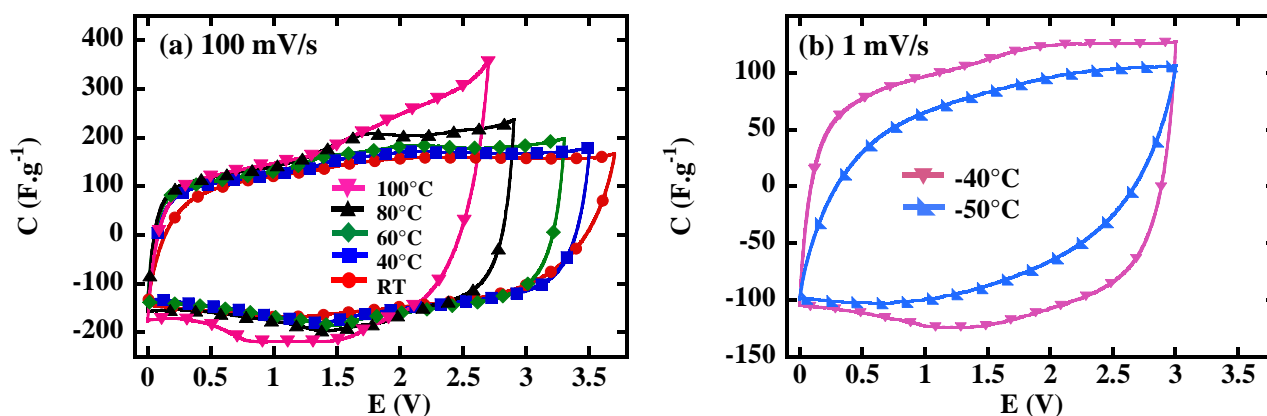 (a) 100 mV/s
C (F.g-1)
400
300
200
100
0
-100
-200
100°C
80°C
60°C
40°C
RT
0 0.5 1 1.5 2 2.5 3 3.5
E (V)
(b) 1 mV/s
C (F.g-1)
100
50
0
-50
-100
-150
-40°C
-50°C
0 0.5 1 1.5 2 2.5 3 3.5
E (V)